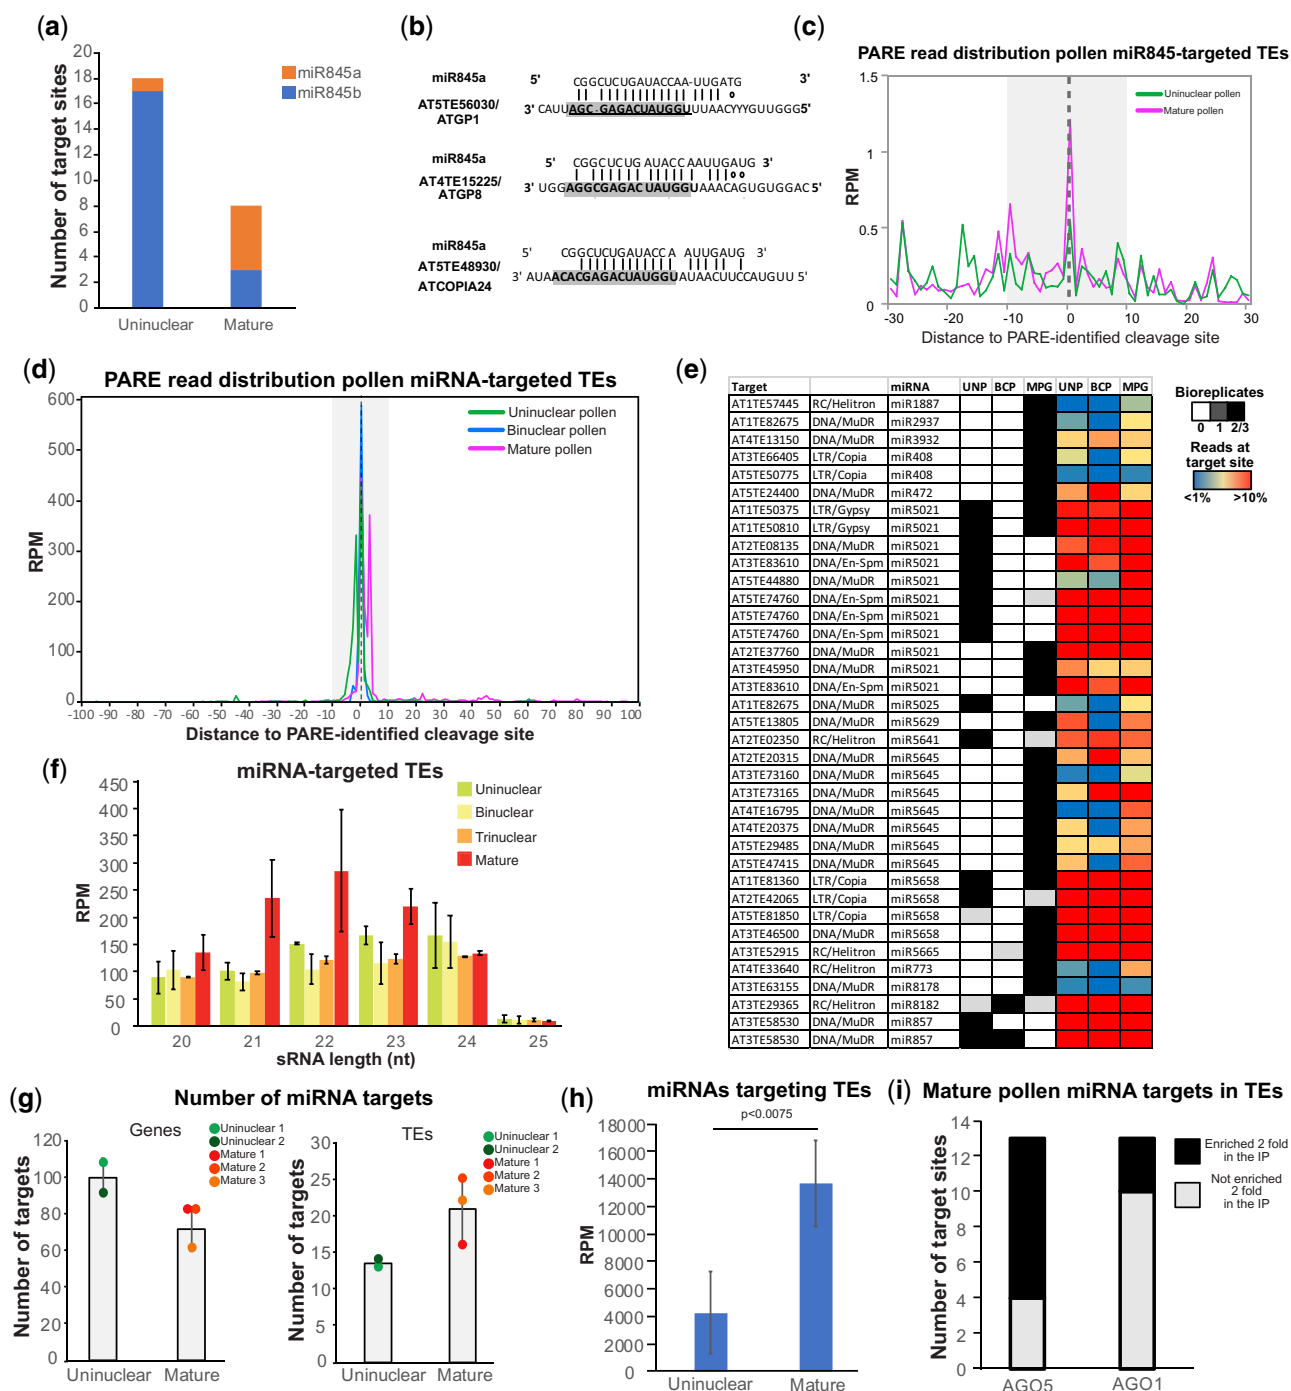 (a)
Number of target sites
20
18
16
14
12
10
8
6
4
2
0
Uninuclear
Mature
miR845a
miR845b
(b)
miR845a
5' CGGCUCUGAUACCAA-UUGAUG 3'
AT5TE56030/
ATGP1
3' CAUUAGC-GAGACUAUGGUUUAACYYYGUUGGG5'
miR845a
5' CGGCUCUG AUACC AAUUGAUG 3'
AT4TE15225/
ATGP8
3' UGGAGGCGAGACUAUGGUAAACAGUGUGGAC5'
miR845a
5' CGGCUCUGAUACC A AUUGAUG 3'
AT5TE48930/
ATCOPIA24
3' AUAACACGAGACUAUGGUAUAACUUCCAUGUU 5'
(c)
PARE read distribution pollen miR845-targeted TEs
1.5
1
0.5
0
RPM
Uninuclear pollen
Mature pollen
-30 -20 -10 0 10 20 30
Distance to PARE-identified cleavage site
(d)
PARE read distribution pollen miRNA-targeted TEs
600
500
400
300
200
100
0
RPM
Uninuclear pollen
Binuclear pollen
Mature pollen
-100 -90 -80 -70 -60 -50 -40 -30 -20 -10 0 10 20 30 40 50 60 70 80 90 100
Distance to PARE-identified cleavage site
(e)
Target miRNA UNP BCP MPG UNP BCP MPG
AT1TE57445 RC/Helitron miR1887
AT1TE82675 DNA/MuDR miR2937
AT4TE13150 DNA/MuDR miR3932
AT3TE66405 LTR/Copia miR408
AT5TE50775 LTR/Copia miR408
AT5TE24400 DNA/MuDR miR472
AT1TE50375 LTR/Gypsy miR5021
AT1TE50810 LTR/Gypsy miR5021
AT2TE08135 DNA/MuDR miR5021
AT3TE83610 DNA/En-Spm miR5021
AT5TE44880 DNA/MuDR miR5021
AT5TE74760 DNA/En-Spm miR5021
AT5TE74760 DNA/En-Spm miR5021
AT5TE74760 DNA/En-Spm miR5021
AT2TE37760 DNA/MuDR miR5021
AT3TE45950 DNA/MuDR miR5021
AT3TE83610 DNA/En-Spm miR5021
AT1TE82675 DNA/MuDR miR5025
AT5TE13805 DNA/MuDR miR5629
AT2TE02350 RC/Helitron miR5641
AT2TE20315 DNA/MuDR miR5645
AT3TE73160 DNA/MuDR miR5645
AT3TE73165 DNA/MuDR miR5645
AT4TE16795 DNA/MuDR miR5645
AT4TE20375 DNA/MuDR miR5645
AT5TE29485 DNA/MuDR miR5645
AT5TE47415 DNA/MuDR miR5645
AT1TE81360 LTR/Copia miR5658
AT2TE42065 LTR/Copia miR5658
AT5TE81850 LTR/Copia miR5658
AT3TE46500 DNA/MuDR miR5658
AT3TE52915 RC/Helitron miR5665
AT4TE33640 RC/Helitron miR773
AT3TE63155 DNA/MuDR miR8178
AT3TE29365 RC/Helitron miR8182
AT3TE58530 DNA/MuDR miR857
AT3TE58530 DNA/MuDR miR857
Bioreplicates
0 1 2/3
Reads at
target site
<1% >10%
(f)
miRNA-targeted TEs
450
400
350
300
250
200
150
100
50
0
RPM
Uninuclear
Binuclear
Trinuclear
Mature
20 21 22 23 24 25
sRNA length (nt)
(g)
Number of miRNA targets
Genes
Number of targets
120
100
80
60
40
20
0
Uninuclear 1
Uninuclear 2
Mature 1
Mature 2
Mature 3
Uninuclear Mature
TEs
Number of targets
30
25
20
15
10
5
0
Uninuclear 1
Uninuclear 2
Mature 1
Mature 2
Mature 3
Uninuclear Mature
(h)
miRNAs targeting TEs
p<0.0075
18000
16000
14000
12000
10000
8000
6000
4000
2000
0
RPM
Uninuclear Mature
(i)
Mature pollen miRNA targets in TEs
Number of target sites
14
12
10
8
6
4
2
0
Enriched 2 fold
in the IP
Not enriched
2 fold
in the IP
AGO5 AGO1